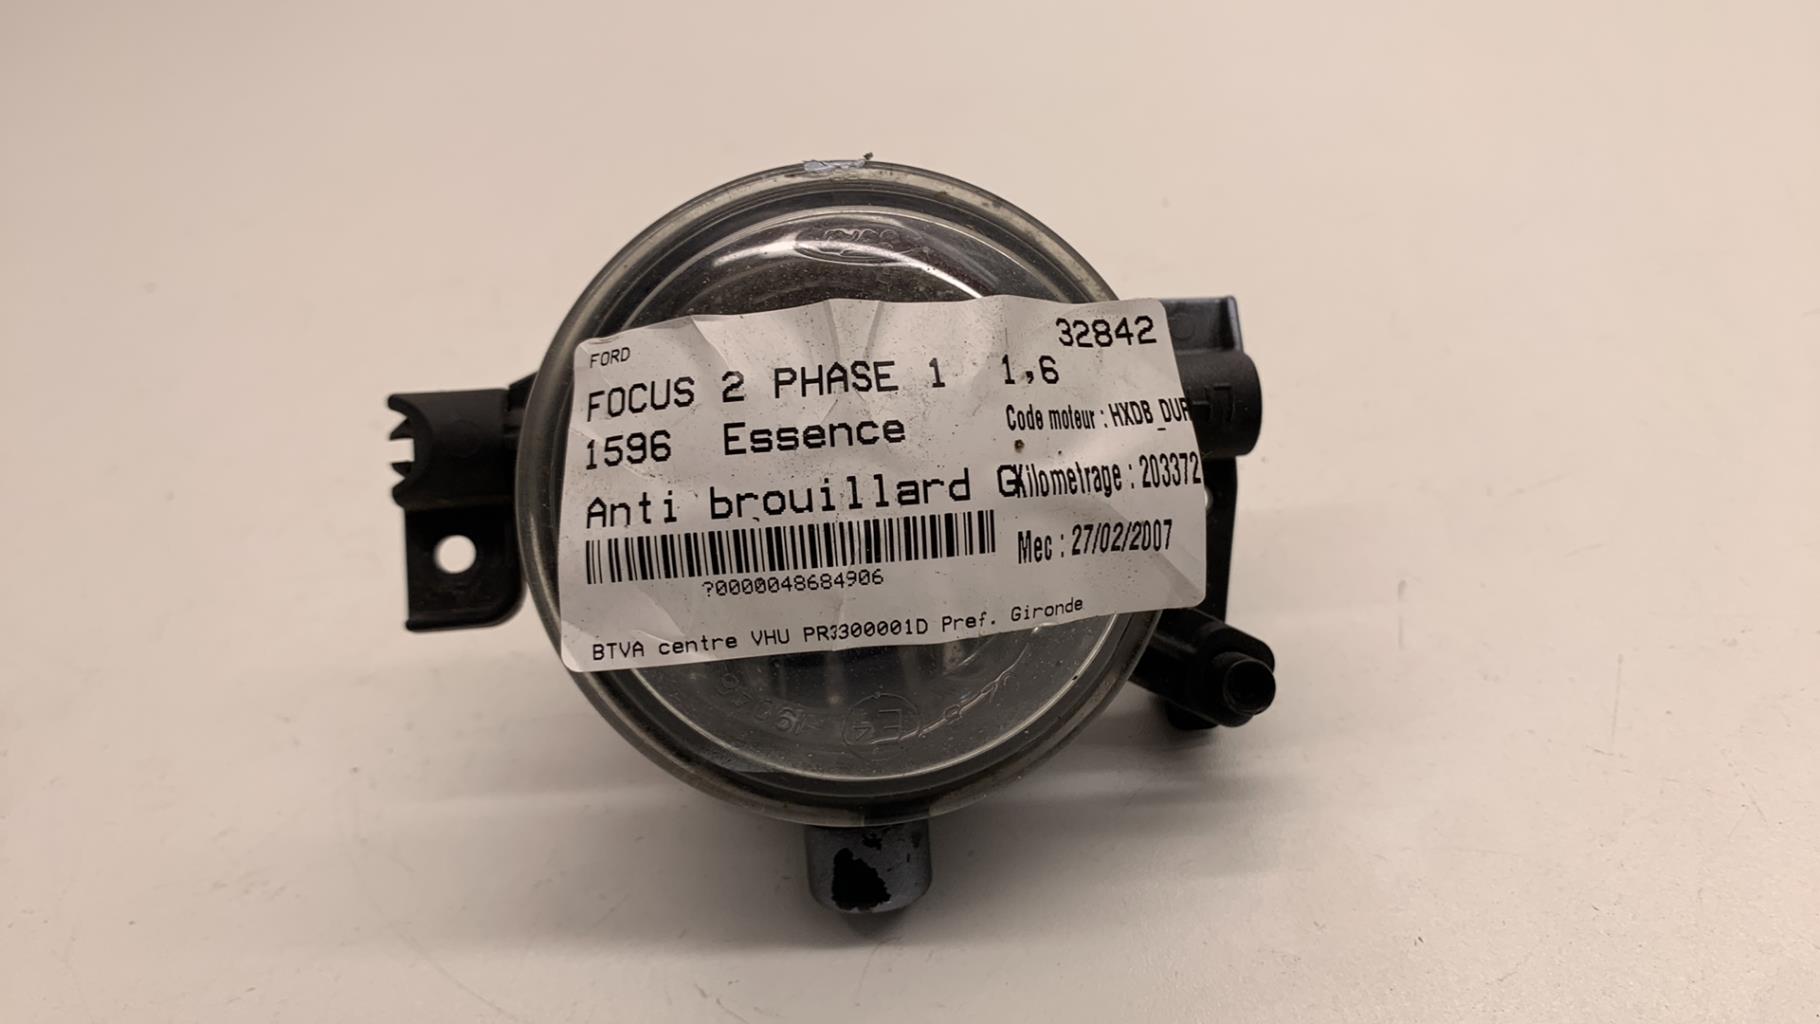 32842
FORD
FOCUS 2 PHASE 1 1,6
1596 Essence
Code moteur : HXDB_DUR
Anti brouillard G
Kilometrage : 203372
Mec : 27/02/2007
?0000048684906
BTVA centre VHU PR3300001D Pref. Gironde
E4